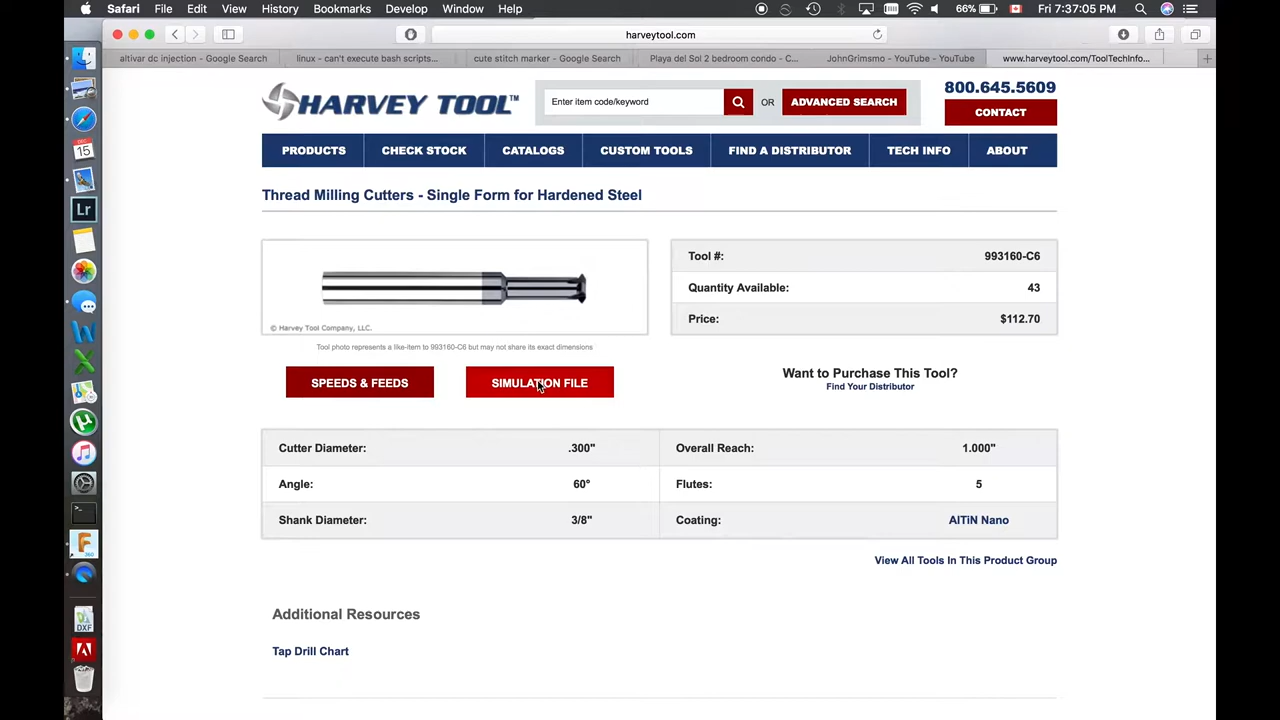 Safari File Edit View History Bookmarks Develop Window Help 66% Fri 7:37:05 PM
harveytool.com
altivar dc injection - Google Search linux - can't execute bash scripts... cute stitch marker - Google Search Playa del Sol 2 bedroom condo - C... JohnGrimsmo - YouTube - YouTube www.harveytool.com/ToolTechInfo...
HARVEY TOOL™ Enter item code/keyword OR ADVANCED SEARCH 800.645.5609
CONTACT
PRODUCTS CHECK STOCK CATALOGS CUSTOM TOOLS FIND A DISTRIBUTOR TECH INFO ABOUT
Thread Milling Cutters - Single Form for Hardened Steel
Tool #: 993160-C6
Quantity Available: 43
Price: $112.70
© Harvey Tool Company, LLC.
Tool photo represents a like-item to 993160-C6 but may not share its exact dimensions
SPEEDS & FEEDS SIMULATION FILE
Want to Purchase This Tool?
Find Your Distributor
Cutter Diameter: .300" Overall Reach: 1.000"
Angle: 60° Flutes: 5
Shank Diameter: 3/8" Coating: AlTiN Nano
View All Tools In This Product Group
Additional Resources
Tap Drill Chart
15
Lr
W
X
F
360
DXF